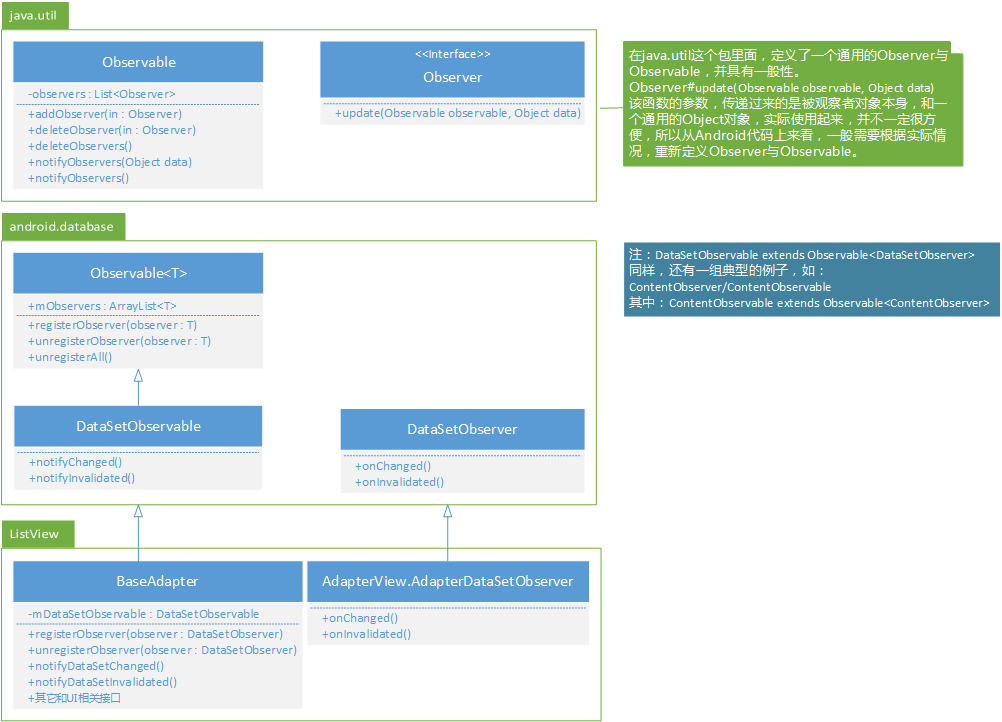 java.util
Observable
-observers : List<Observer>
+addObserver(in : Observer)
+deleteObserver(in : Observer)
+deleteObservers()
+notifyObservers(Object data)
+notifyObservers()
<<Interface>>
Observer
+update(Observable observable, Object data)
在java.util这个包里面，定义了一个通用的Observer与
Observable，并具有一般性。
Observer#update(Observable observable, Object data)
该函数的参数，传递过来的是被观察者对象本身，和一
个通用的Object对象，实际使用起来，并不一定很方
便，所以从Android代码上来看，一般需要根据实际情
况，重新定义Observer与Observable。
android.database
Observable<T>
+mObservers : ArrayList<T>
+registerObserver(observer : T)
+unregisterObserver(observer : T)
+unregisterAll()
DataSetObservable
+notifyChanged()
+notifyInvalidated()
DataSetObserver
+onChanged()
+onInvalidated()
注：DataSetObservable extends Observable<DataSetObserver>
同样，还有一组典型的例子，如：
ContentObserver/ContentObservable
其中：ContentObservable extends Observable<ContentObserver>
ListView
BaseAdapter
-mDataSetObservable : DataSetObservable
+registerObserver(observer : DataSetObserver)
+unregisterObserver(observer : DataSetObserver)
+notifyDataSetChanged()
+notifyDataSetInvalidated()
+其它和UI相关接口
AdapterView.AdapterDataSetObserver
+onChanged()
+onInvalidated()